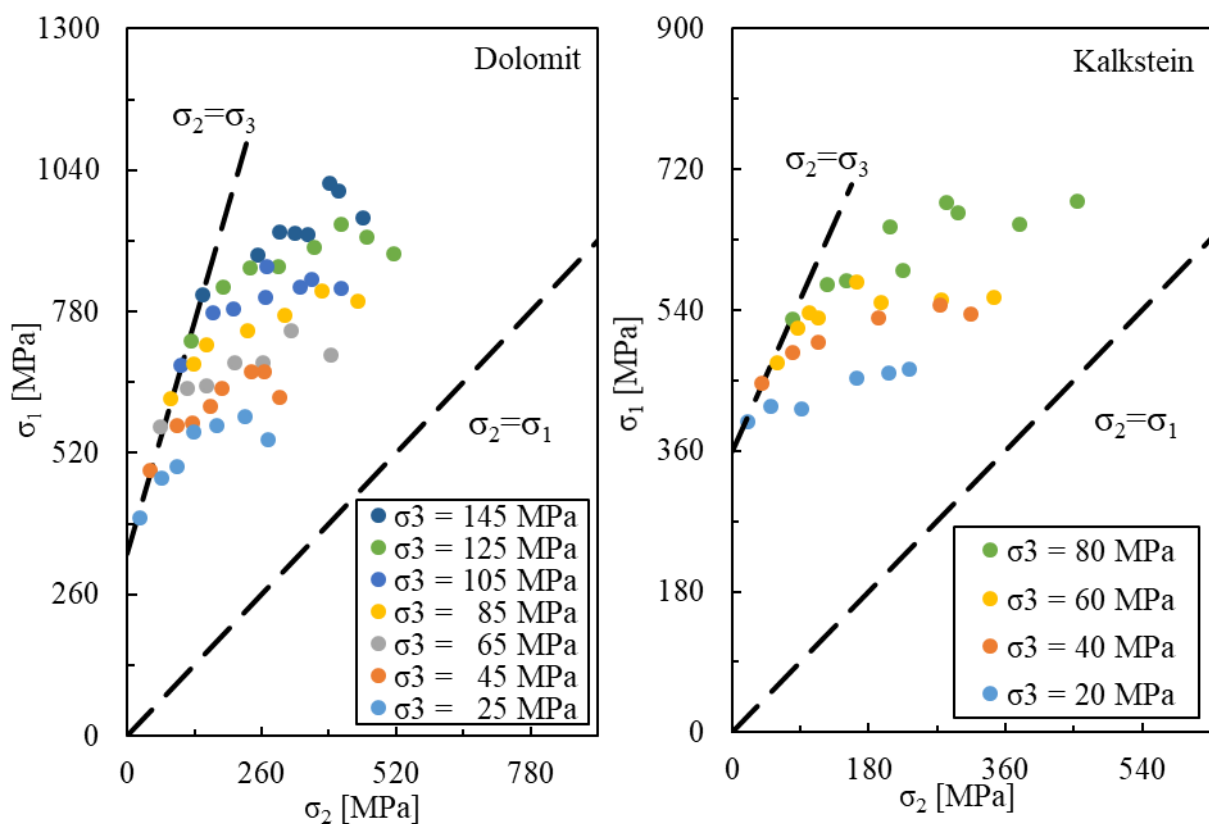 Dolomit
σ₂=σ₃
σ₂=σ₁
σ₁ [MPa]
1300
1040
780
520
260
0
0 260 520 780
σ₂ [MPa]
σ3 = 145 MPa
σ3 = 125 MPa
σ3 = 105 MPa
σ3 = 85 MPa
σ3 = 65 MPa
σ3 = 45 MPa
σ3 = 25 MPa
Kalkstein
σ₂=σ₃
σ₂=σ₁
σ₁ [MPa]
900
720
540
360
180
0
0 180 360 540
σ₂ [MPa]
σ3 = 80 MPa
σ3 = 60 MPa
σ3 = 40 MPa
σ3 = 20 MPa